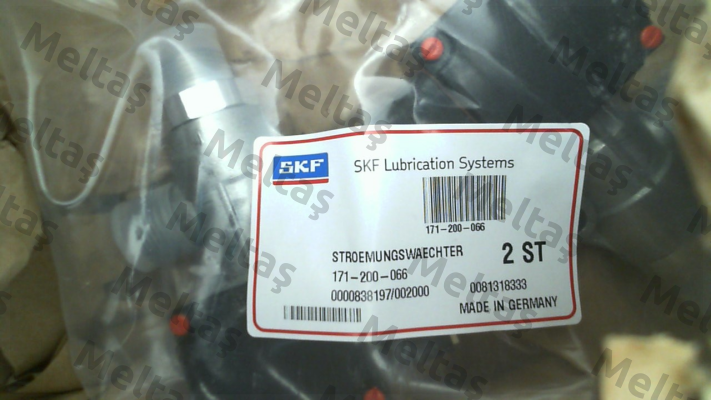 SKF SKF Lubrication Systems
171-200-066
STROEMUNGSWAECHTER 2 ST
171-200-066
0000838197/002000 0081318333
MADE IN GERMANY
Meltaş